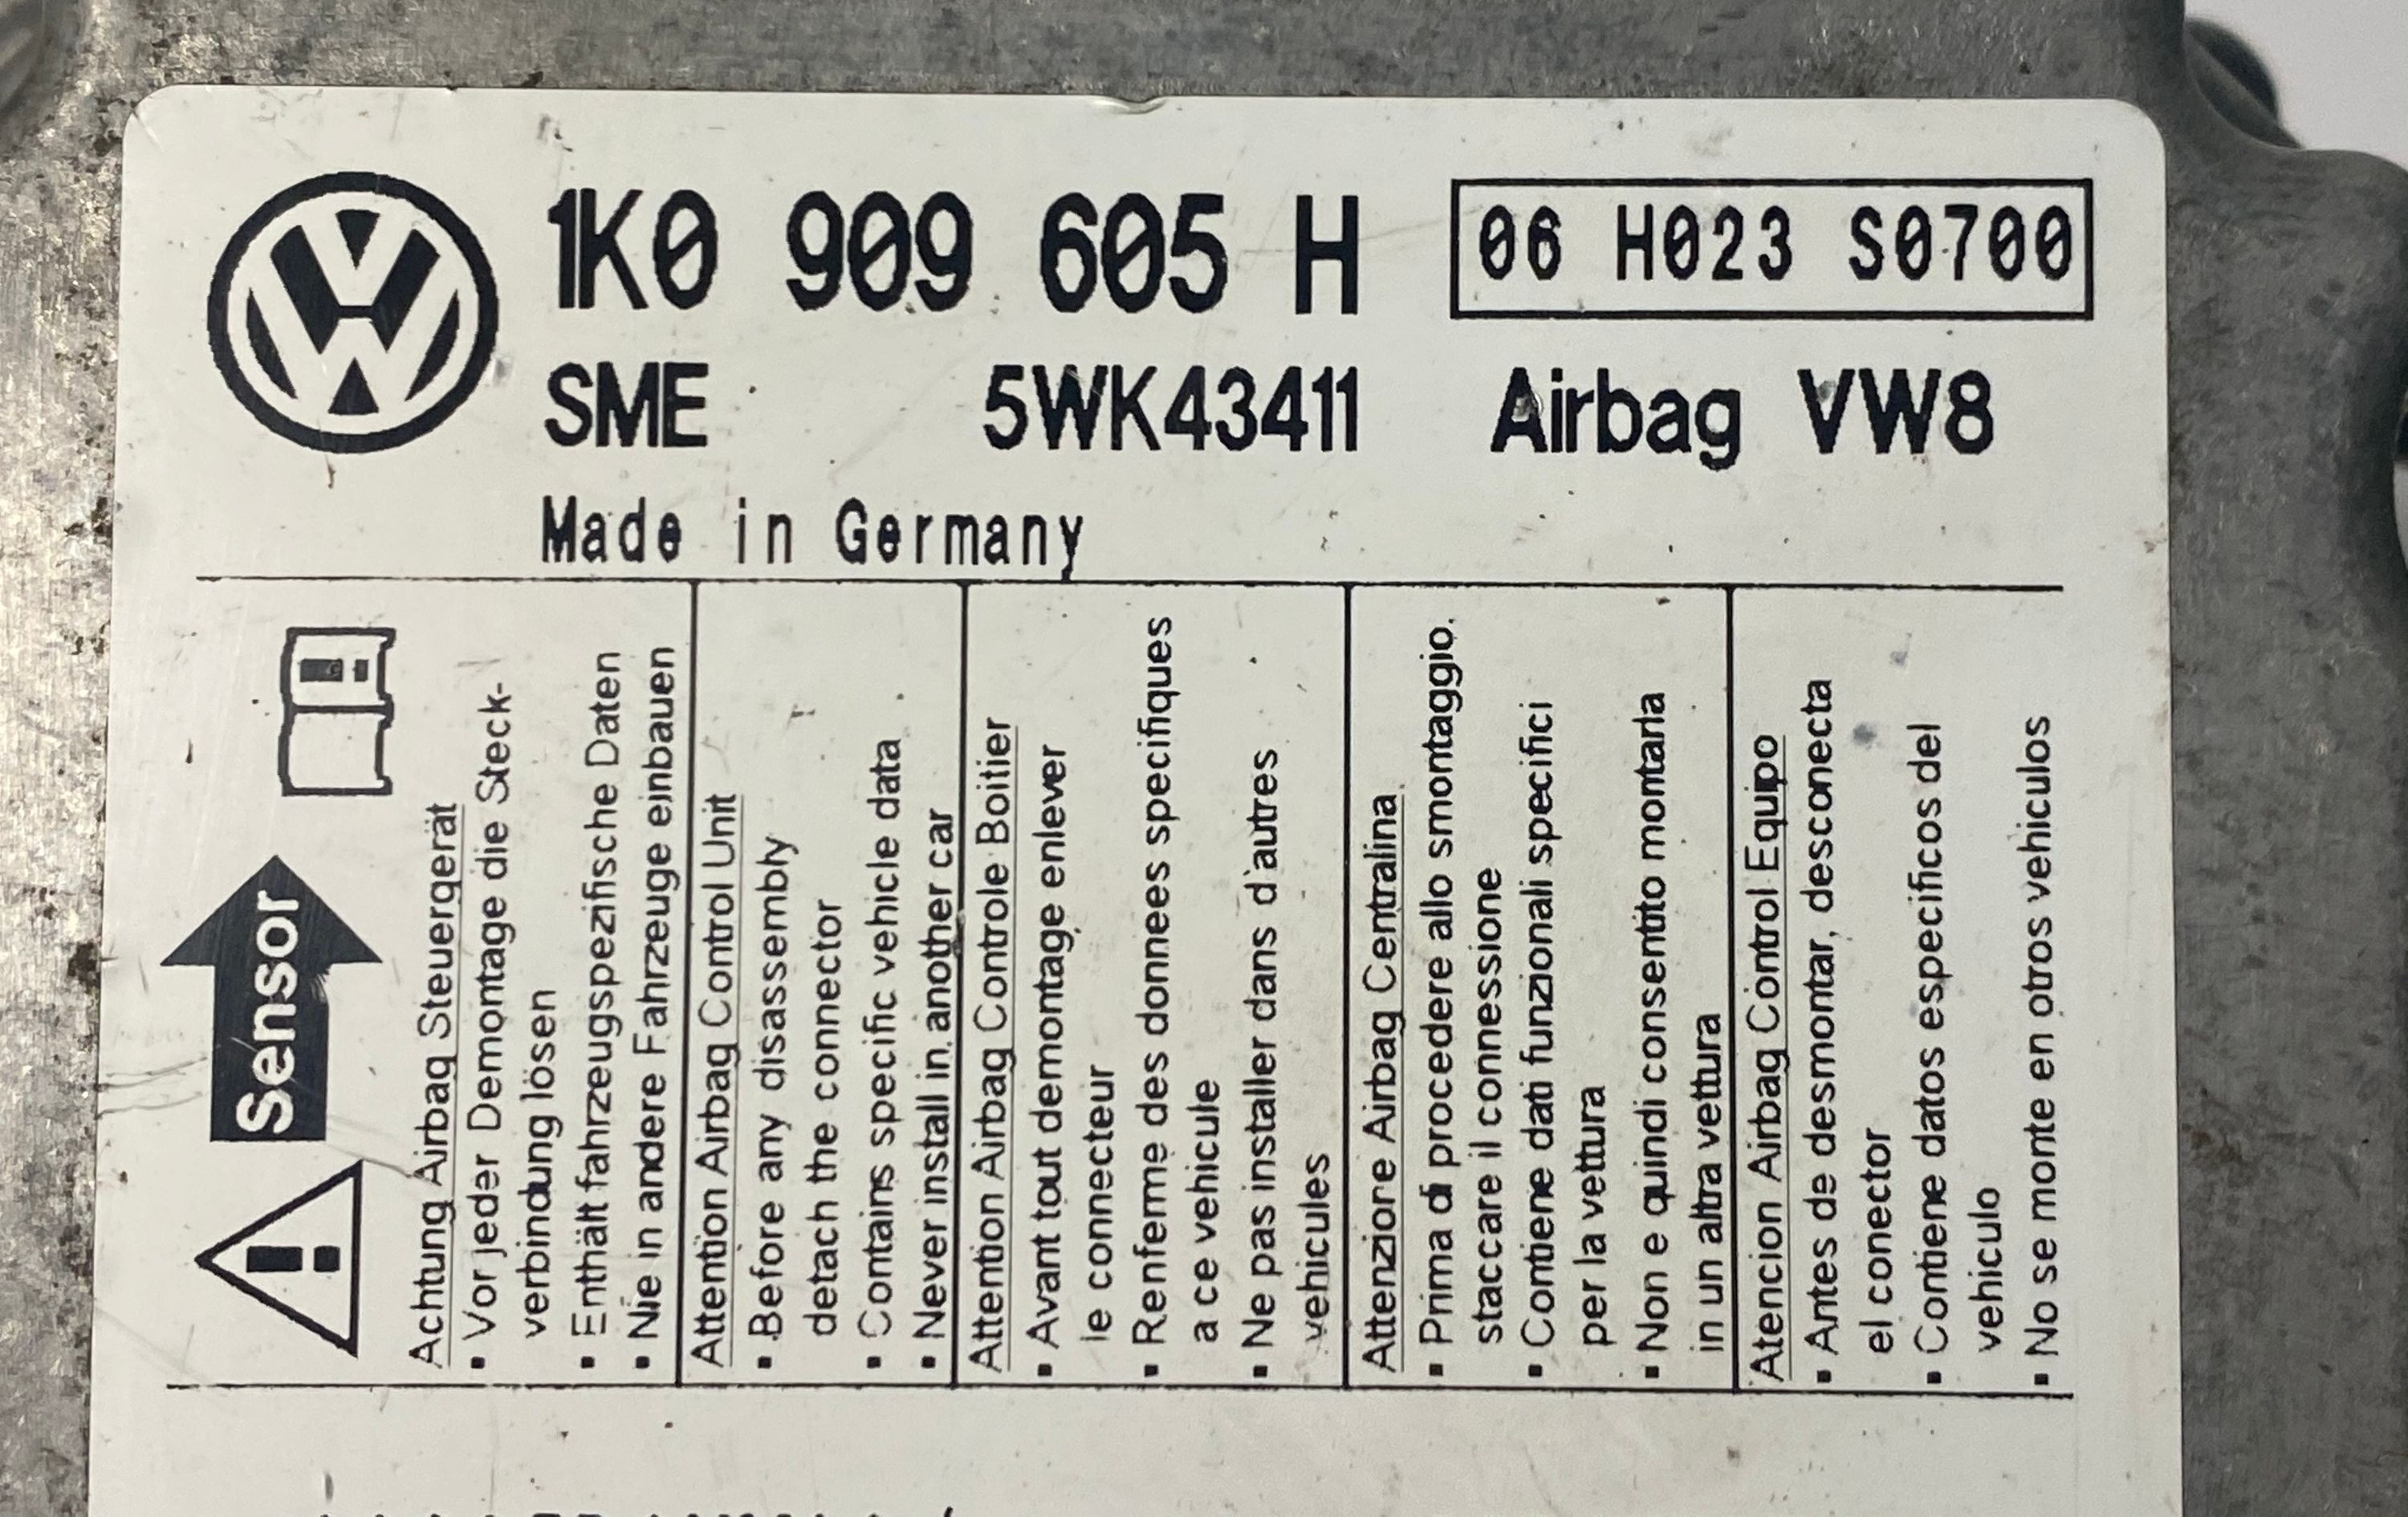 1K0 909 605 H
06 H023 S0700
SME 5WK43411 Airbag VW8
Made in Germany
Sensor
Achtung Airbag Steuergerät
• Vor jeder Demontage die Steck-
verbindung lösen
• Enthält fahrzeugspezifische Daten
• Nie in andere Fahrzeuge einbauen
Attention Airbag Control Unit
• Before any disassembly
detach the connector
• Contains specific vehicle data
• Never install in another car
Attention Airbag Controle Boitier
• Avant tout demontage enlever
le connecteur
• Renferme des donnees specifiques
a ce vehicule
• Ne pas installer dans d'autres
vehicules
Attenzione Airbag Centralina
• Prima di procedere allo smontaggio.
staccare il connessione
• Contiene dati funzionali specifici
per la vettura
• Non e quindi consentito montarla
in un altra vettura
Atencion Airbag Control Equipo
• Antes de desmontar, desconecta
el conector
• Contiene datos especificos del
vehiculo
• No se monte en otros vehiculos